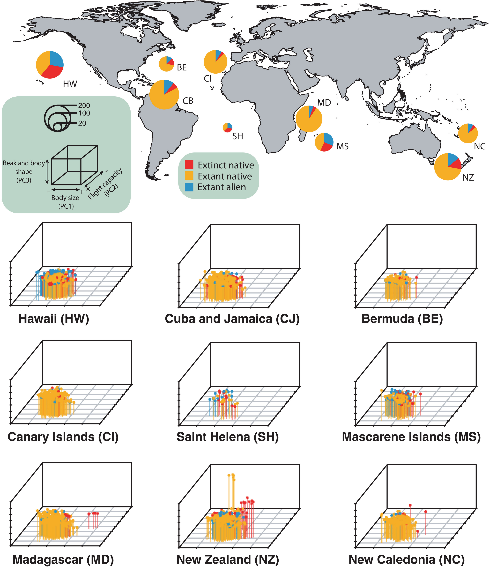 HW
BE
CI
CB
SH
MD
MS
NC
NZ
200
100
20
Beak and body
shape
(PC3)
Body size
(PC1)
Flight capacity
(PC2)
Extinct native
Extant native
Extant alien
Hawaii (HW)
Cuba and Jamaica (CJ)
Bermuda (BE)
Canary Islands (CI)
Saint Helena (SH)
Mascarene Islands (MS)
Madagascar (MD)
New Zealand (NZ)
New Caledonia (NC)